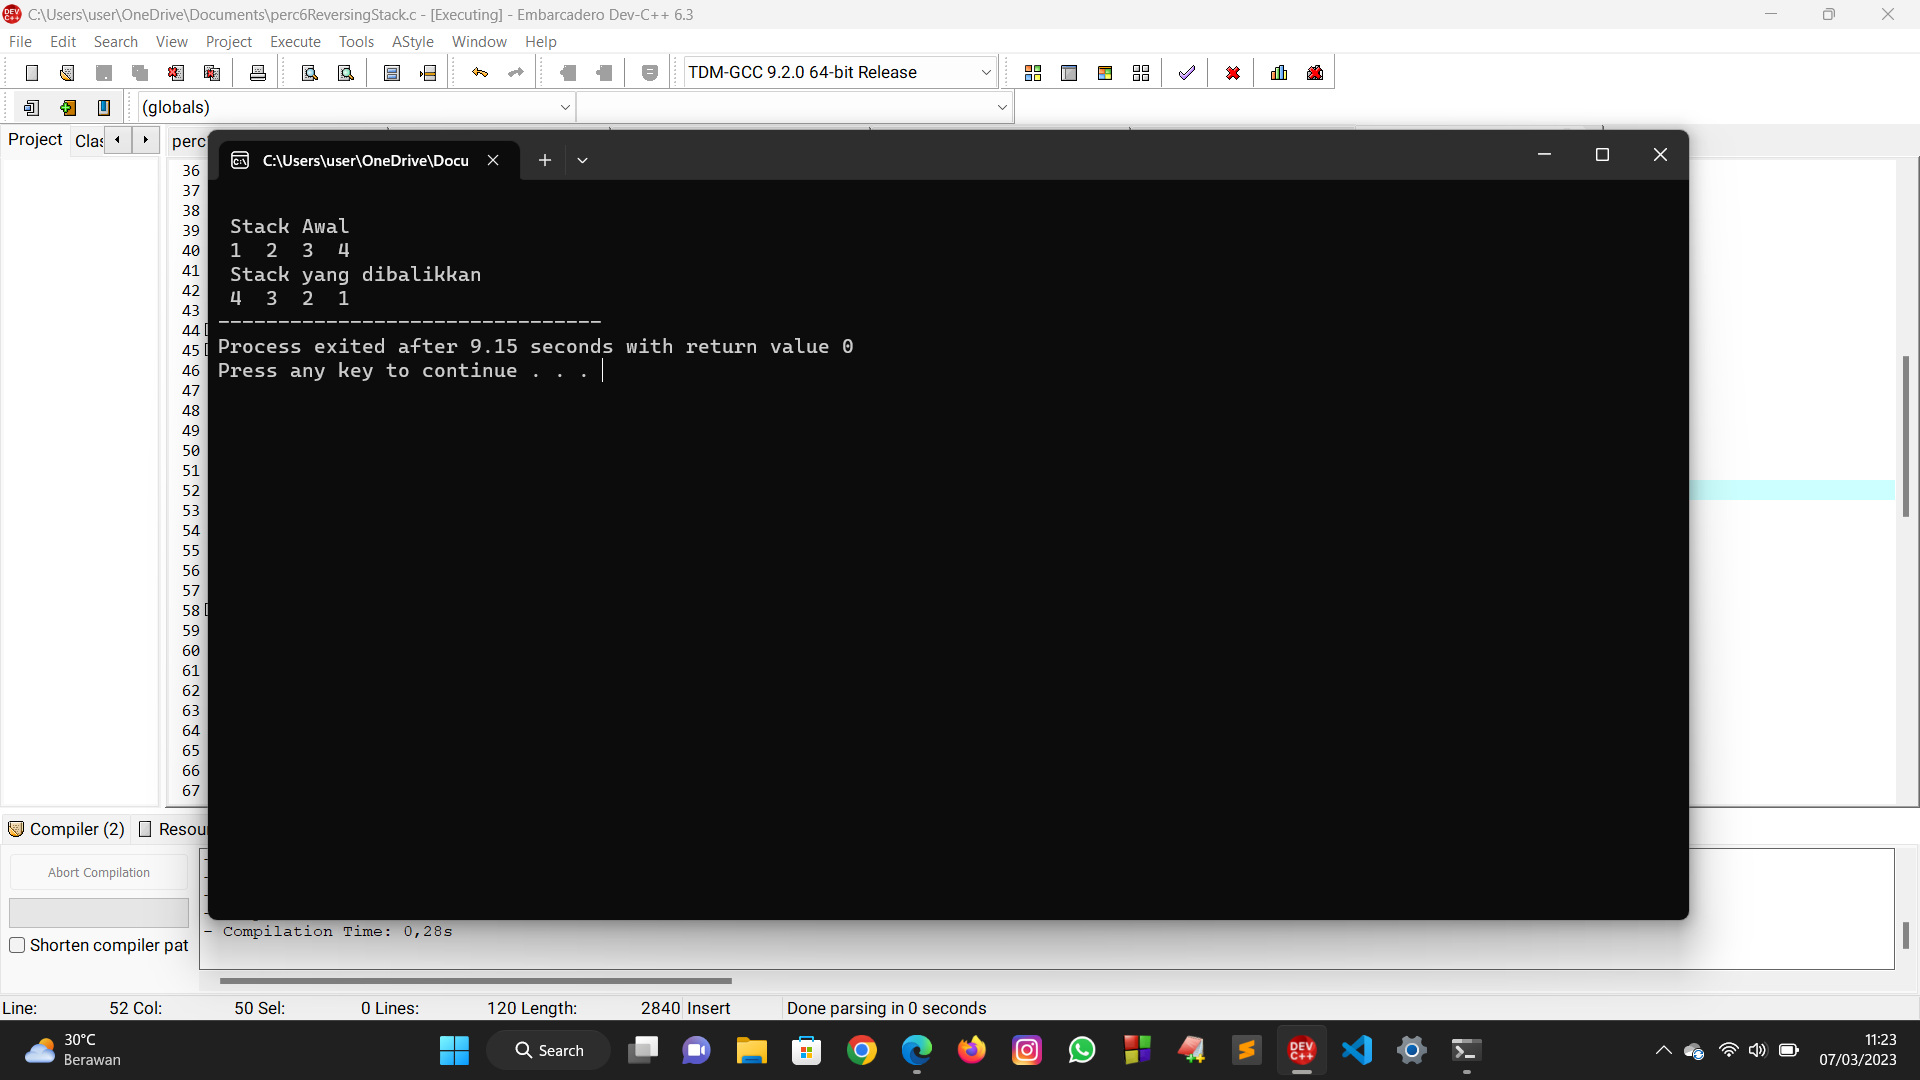 C:\Users\user\OneDrive\Documents\perc6ReversingStack.c - [Executing] - Embarcadero Dev-C++ 6.3
File Edit Search View Project Execute Tools AStyle Window Help
TDM-GCC 9.2.0 64-bit Release
(globals)
Project
C:\Users\user\OneDrive\Docu
Stack Awal
1 2 3 4
Stack yang dibalikkan
4 3 2 1
--------------------------------
Process exited after 9.15 seconds with return value 0
Press any key to continue . . .
36
37
38
39
40
41
42
43
44
45
46
47
48
49
50
51
52
53
54
55
56
57
58
59
60
61
62
63
64
65
66
67
Compiler (2)
Abort Compilation
Shorten compiler pat
- Compilation Time: 0,28s
Line: 52 Col: 50 Sel: 0 Lines: 120 Length: 2840 Insert Done parsing in 0 seconds
30°C
Berawan
Search
11:23
07/03/2023